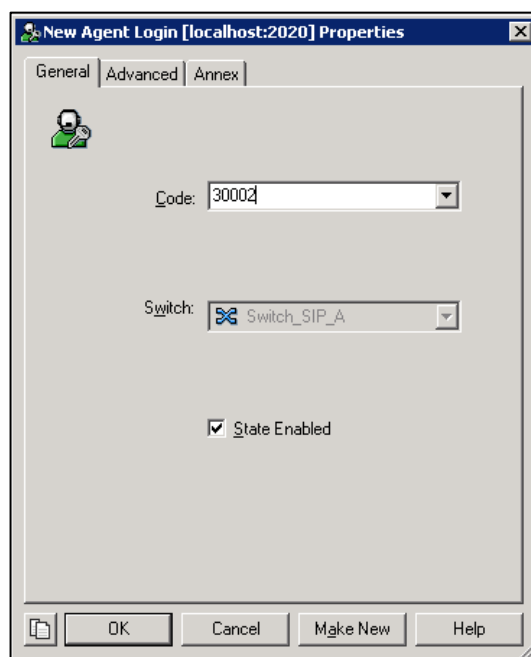 New Agent Login [localhost:2020] Properties
General Advanced Annex
Code: 30002
Switch: Switch_SIP_A
State Enabled
OK Cancel Make New Help